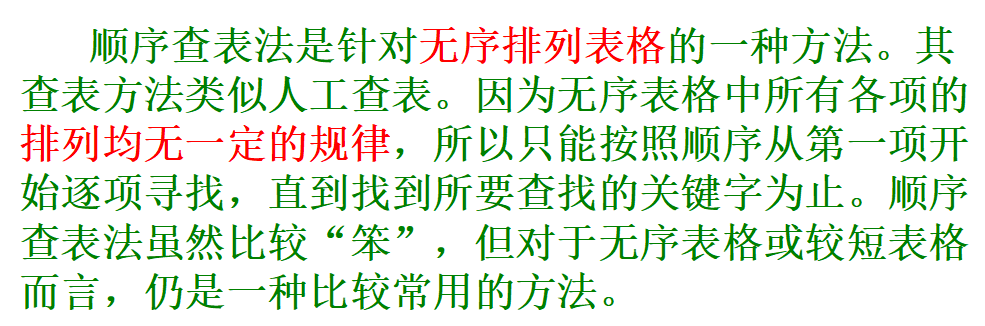 顺序查表法是针对无序排列表格的一种方法。其
查表方法类似人工查表。因为无序表格中所有各项的
排列均无一定的规律，所以只能按照顺序从第一项开
始逐项寻找，直到找到所要查找的关键字为止。顺序
查表法虽然比较“笨”，但对于无序表格或较短表格
而言，仍是一种比较常用的方法。